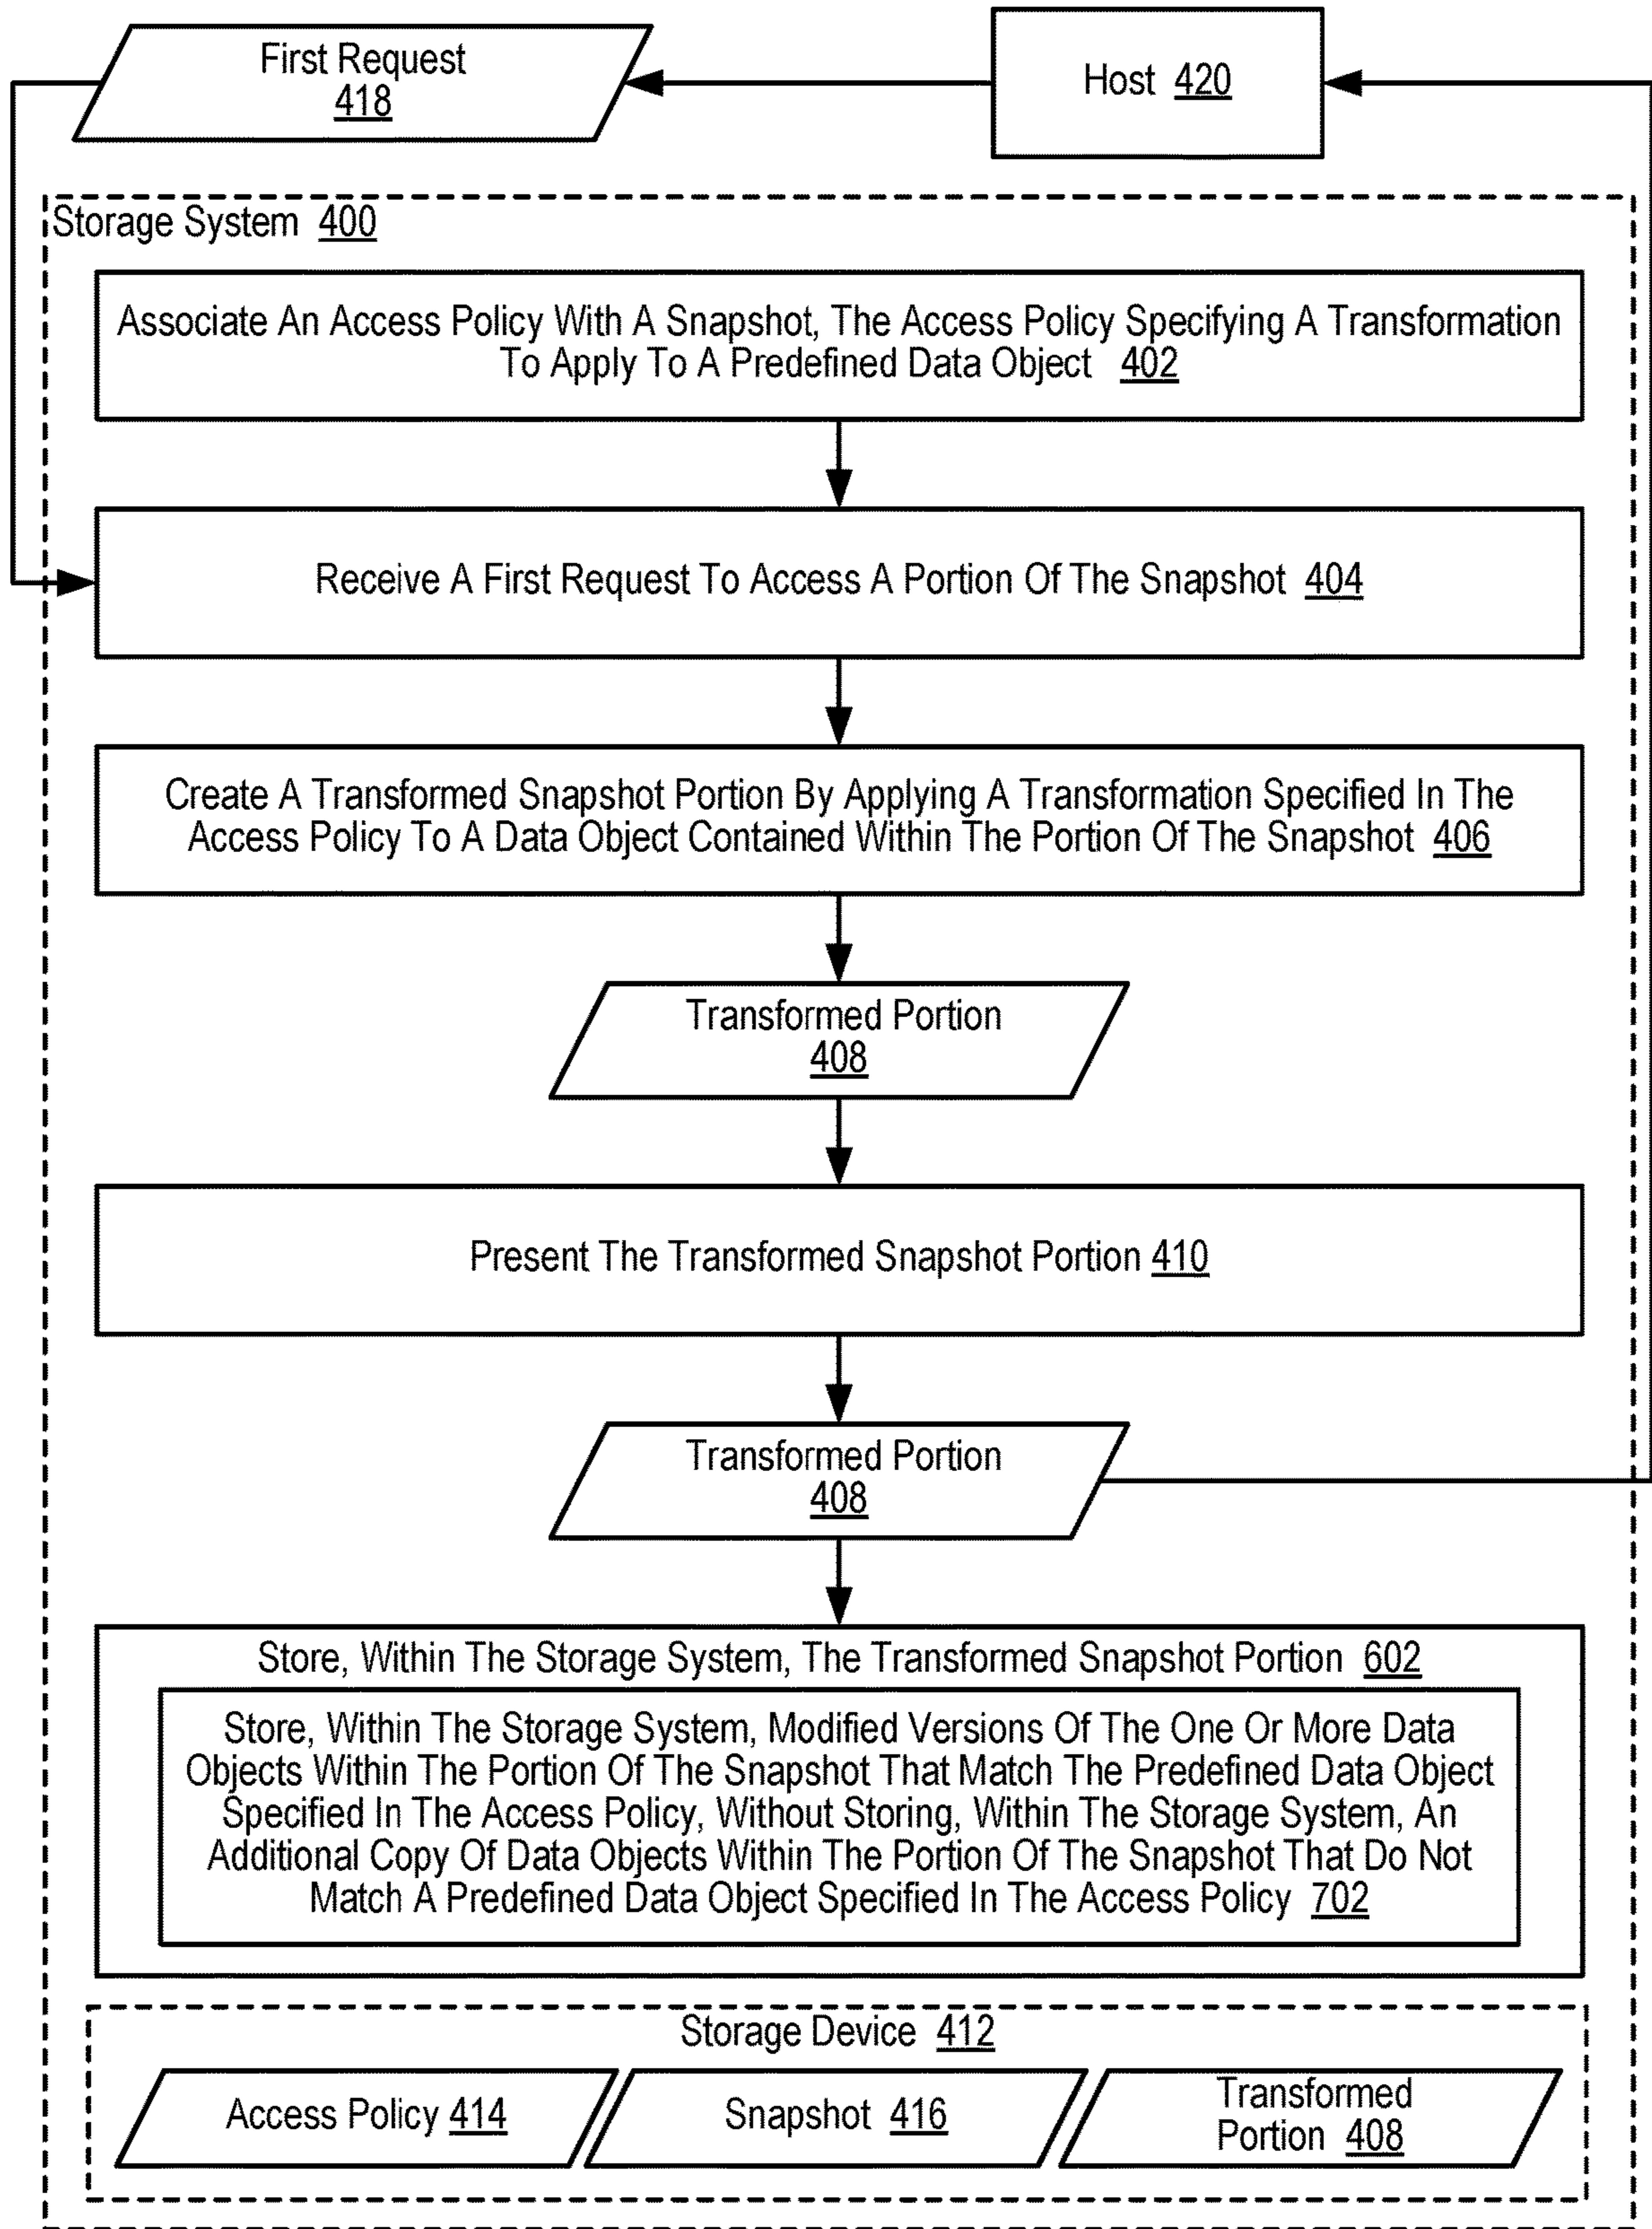 First Request
418
Host 420
Storage System 400
Associate An Access Policy With A Snapshot, The Access Policy Specifying A Transformation
To Apply To A Predefined Data Object 402
Receive A First Request To Access A Portion Of The Snapshot 404
Create A Transformed Snapshot Portion By Applying A Transformation Specified In The
Access Policy To A Data Object Contained Within The Portion Of The Snapshot 406
Transformed Portion
408
Present The Transformed Snapshot Portion 410
Transformed Portion
408
Store, Within The Storage System, The Transformed Snapshot Portion 602
Store, Within The Storage System, Modified Versions Of The One Or More Data
Objects Within The Portion Of The Snapshot That Match The Predefined Data Object
Specified In The Access Policy, Without Storing, Within The Storage System, An
Additional Copy Of Data Objects Within The Portion Of The Snapshot That Do Not
Match A Predefined Data Object Specified In The Access Policy 702
Storage Device 412
Access Policy 414
Snapshot 416
Transformed
Portion 408